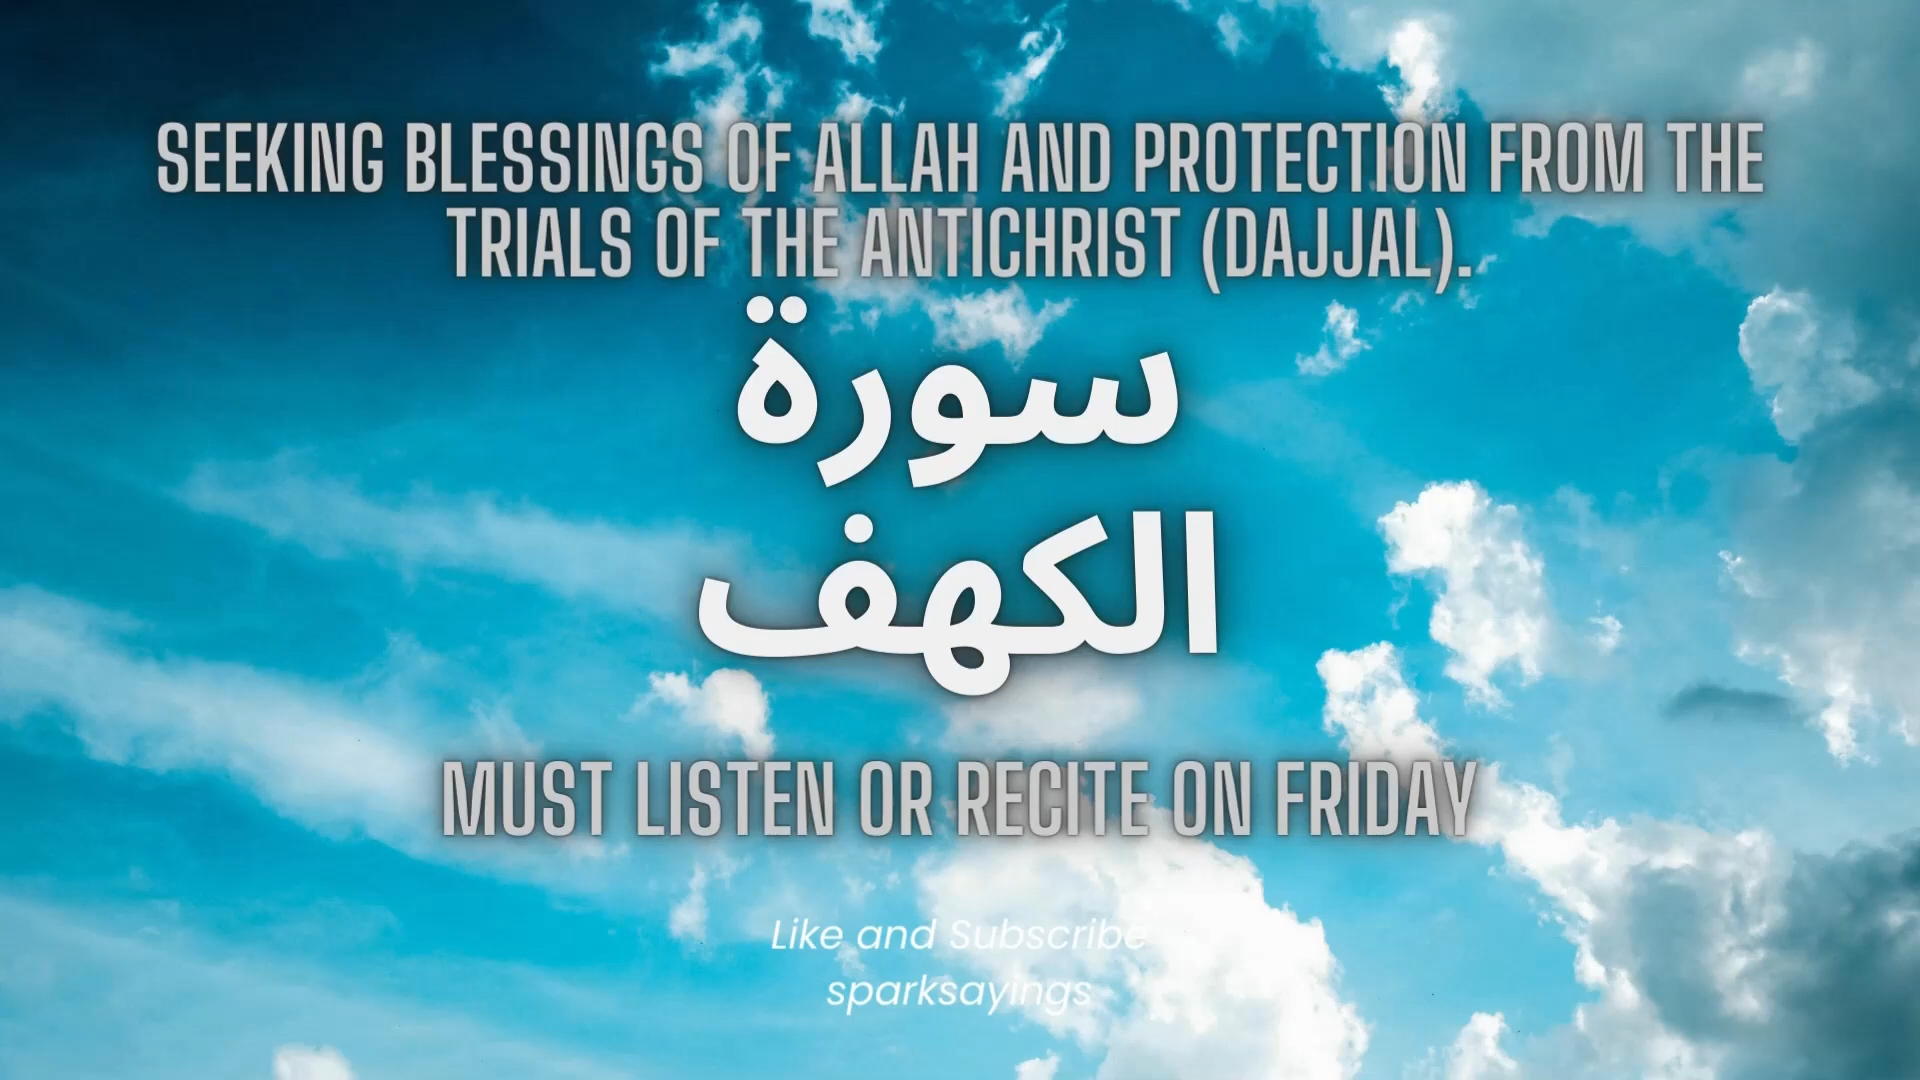 SEEKING BLESSINGS OF ALLAH AND PROTECTION FROM THE
TRIALS OF THE ANTICHRIST (DAJJAL).
سورة
الكهف
MUST LISTEN OR RECITE ON FRIDAY
Like and Subscribe
sparksayings